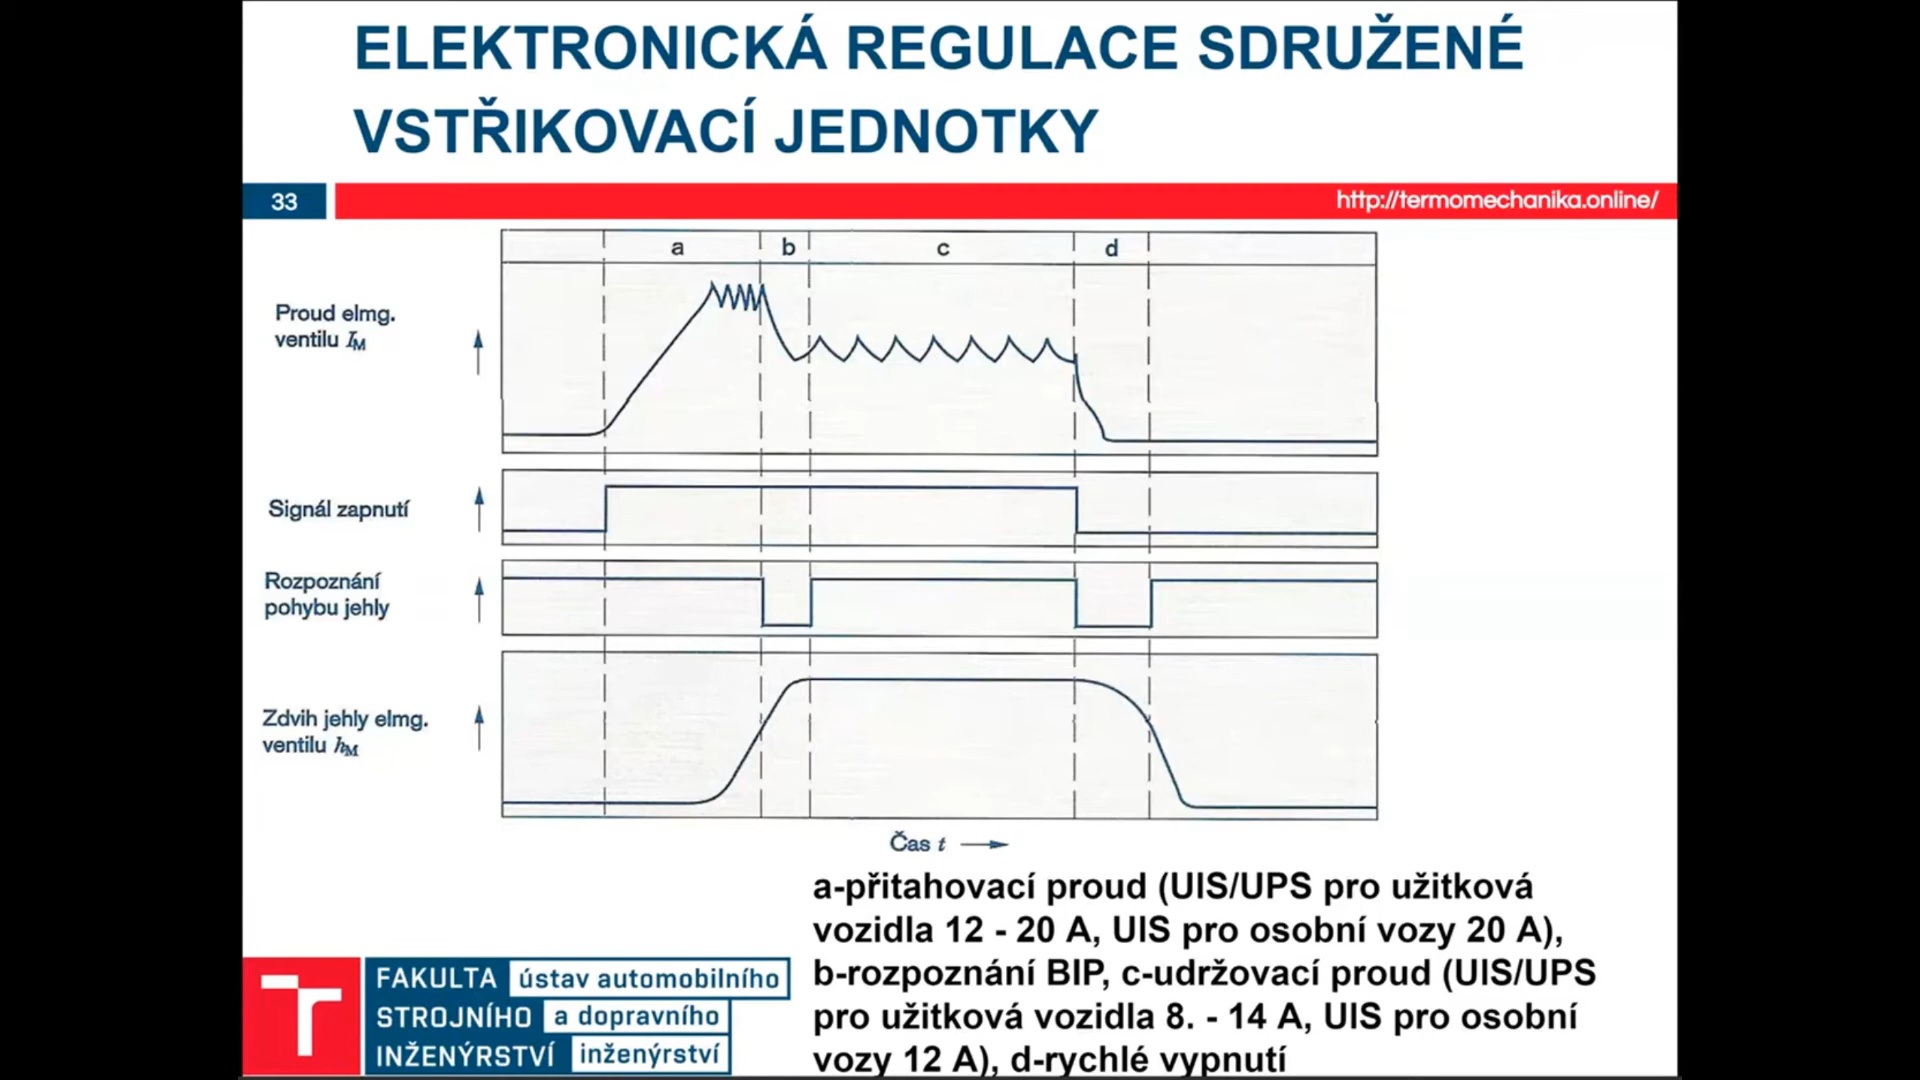 ELEKTRONICKÁ REGULACE SDRUŽENÉ
VSTŘIKOVACÍ JEDNOTKY
33
http://termomechanika.online/
a
b
c
d
Proud elmg.
ventilu IM
Signál zapnutí
Rozpoznání
pohybu jehly
Zdvih jehly elmg.
ventilu hM
Čas t
a-přitahovací proud (UIS/UPS pro užitková
vozidla 12 - 20 A, UIS pro osobní vozy 20 A),
b-rozpoznání BIP, c-udržovací proud (UIS/UPS
pro užitková vozidla 8. - 14 A, UIS pro osobní
vozy 12 A), d-rychlé vypnutí
FAKULTA ústav automobilního
STROJNÍHO a dopravního
INŽENÝRSTVÍ inženýrství